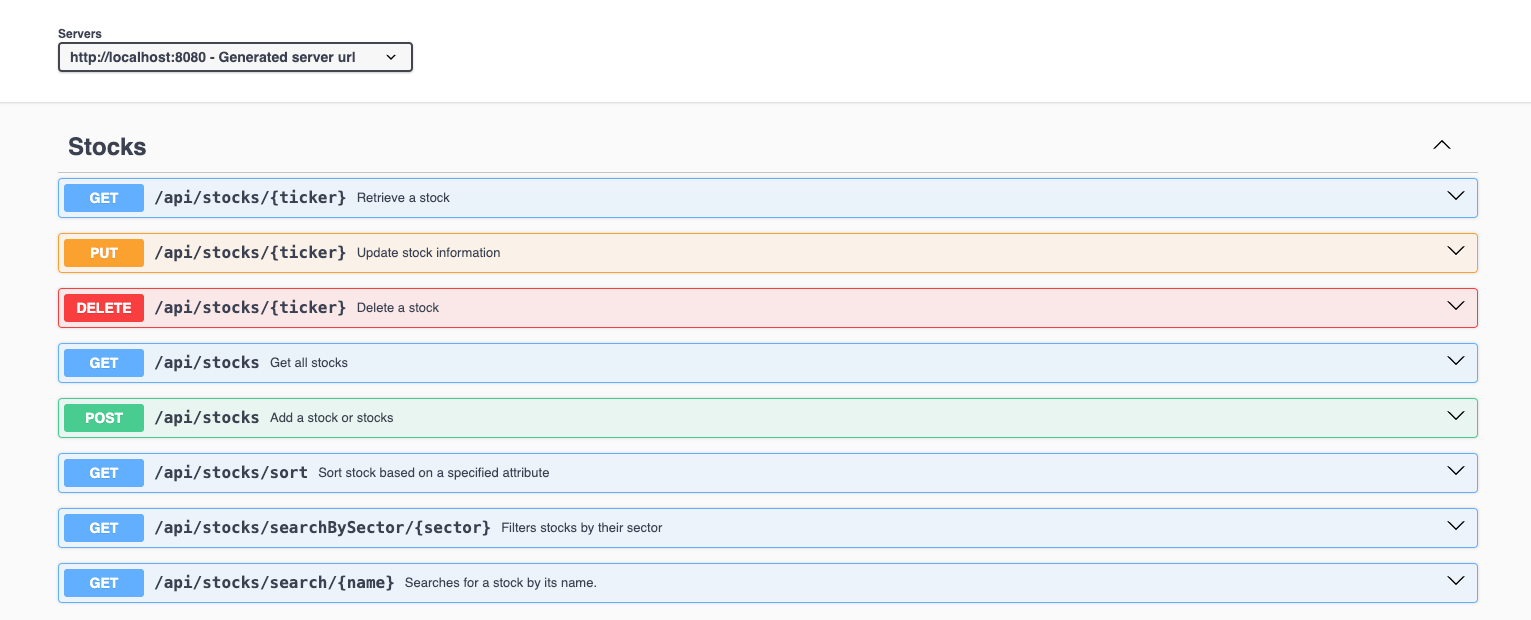 Servers
http://localhost:8080 - Generated server url
Stocks
GET /api/stocks/{ticker} Retrieve a stock
PUT /api/stocks/{ticker} Update stock information
DELETE /api/stocks/{ticker} Delete a stock
GET /api/stocks Get all stocks
POST /api/stocks Add a stock or stocks
GET /api/stocks/sort Sort stock based on a specified attribute
GET /api/stocks/searchBySector/{sector} Filters stocks by their sector
GET /api/stocks/search/{name} Searches for a stock by its name.